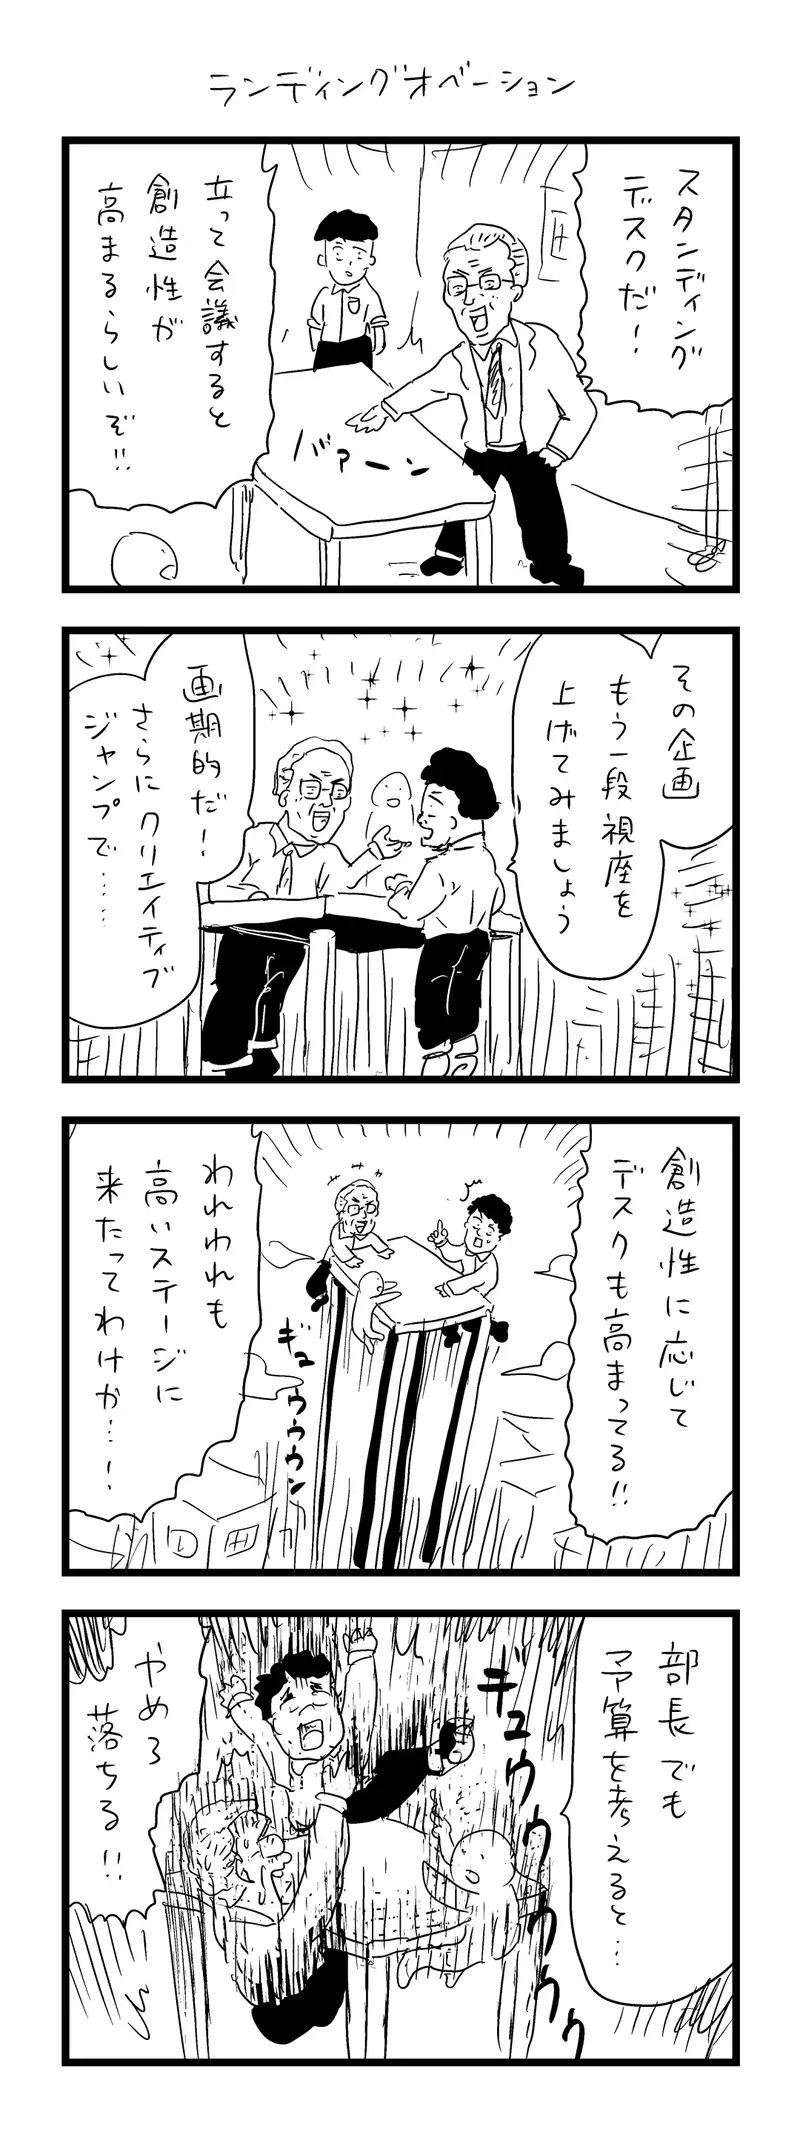 ランディングオベーション
スタンディング
デスクだ！
立って会議すると
創造性が
高まるらしいぞ!!
バァーン
その企画
もう一段視座を
上げてみましょう
画期的だ！
さらにクリエイティブ
ジャンプで……
創造性に応じて
デスクも高まってる!!
われわれも
高いステージに
来たってわけか…！
ギュウウウン
部長でも
予算を考えると…
やめろ
落ちる!!
ギュウウウウウウ